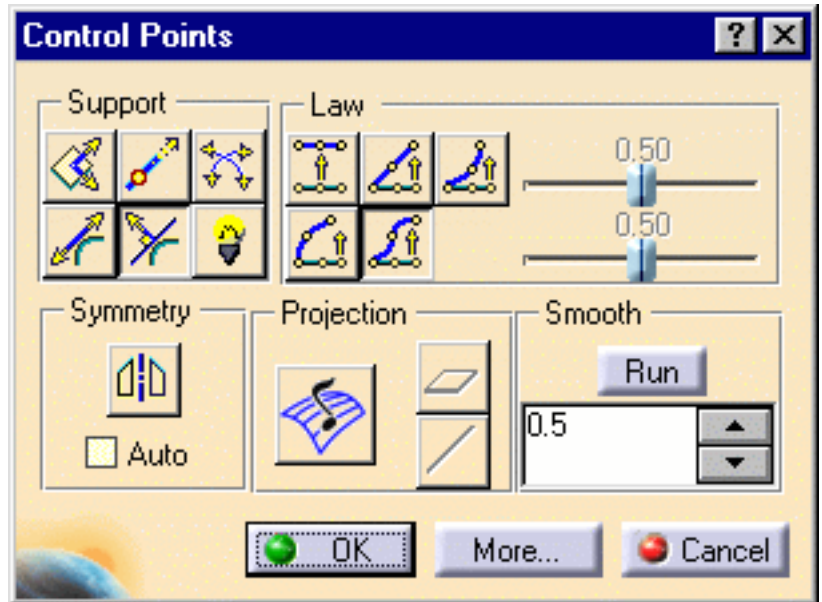 Control Points
Support
Law
0.50
0.50
Symmetry
Projection
Smooth
Run
0.5
Auto
OK
More...
Cancel